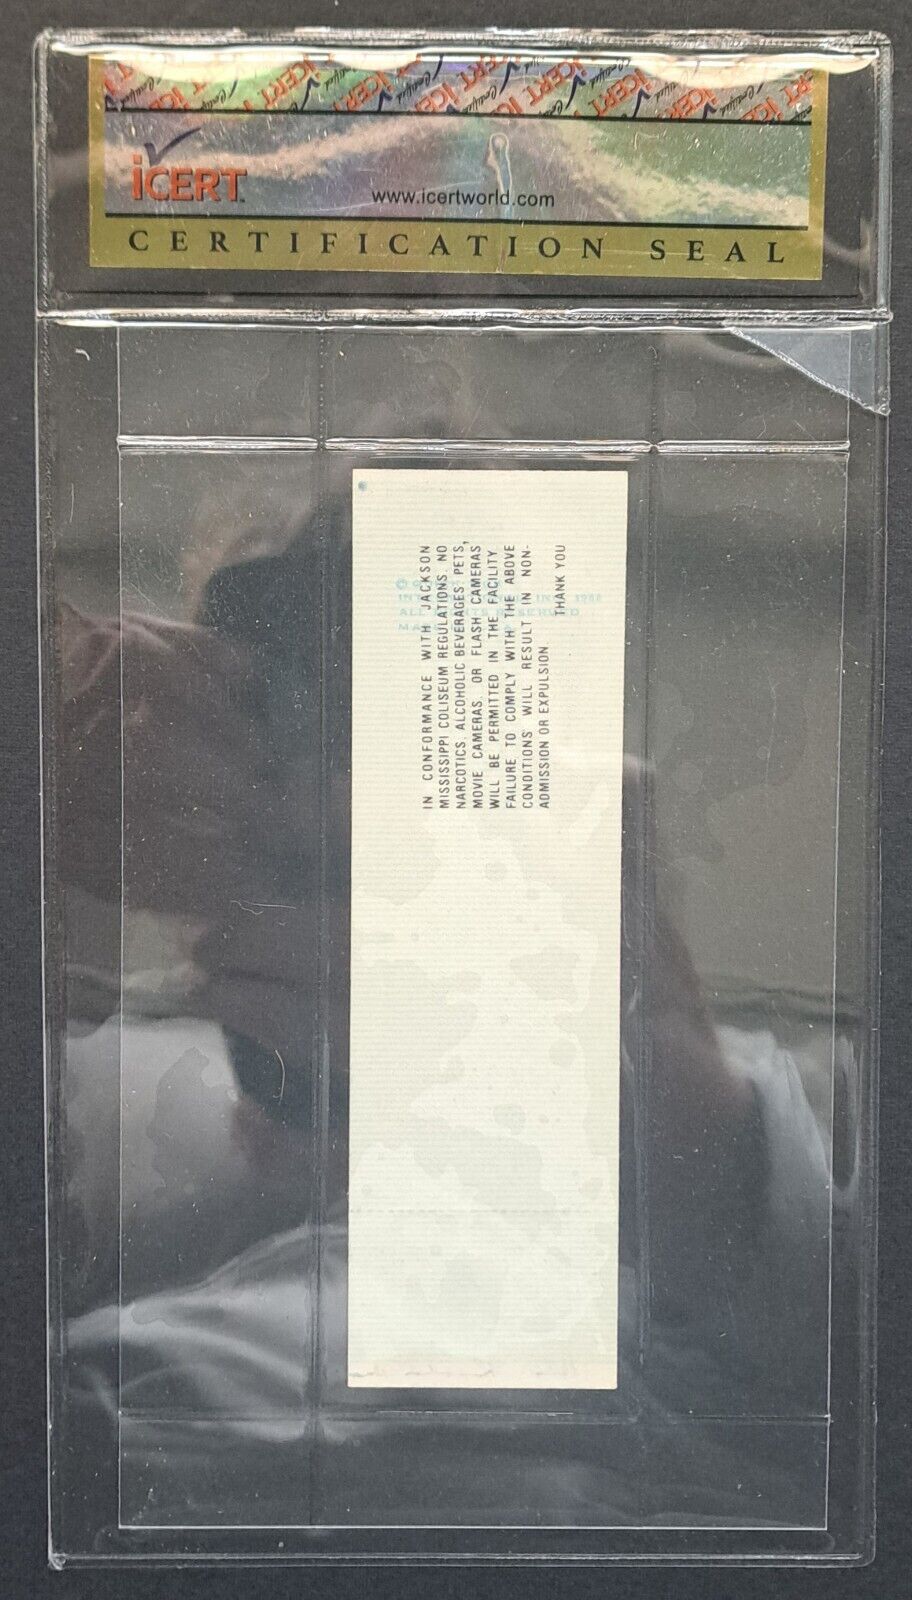 iCERT
www.icertworld.com
CERTIFICATION SEAL
IN CONFORMANCE WITH JACKSON
MISSISSIPPI COLISEUM REGULATIONS, NO
NARCOTICS, ALCOHOLIC BEVERAGES, PETS,
MOVIE CAMERAS, OR FLASH CAMERAS
WILL BE PERMITTED IN THE FACILITY
FAILURE TO COMPLY WITH THE ABOVE
CONDITIONS WILL RESULT IN NON-
ADMISSION OR EXPULSION
THANK YOU
ALL RESERVED